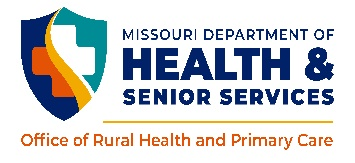 MISSOURI DEPARTMENT OF
HEALTH &
SENIOR SERVICES
Office of Rural Health and Primary Care